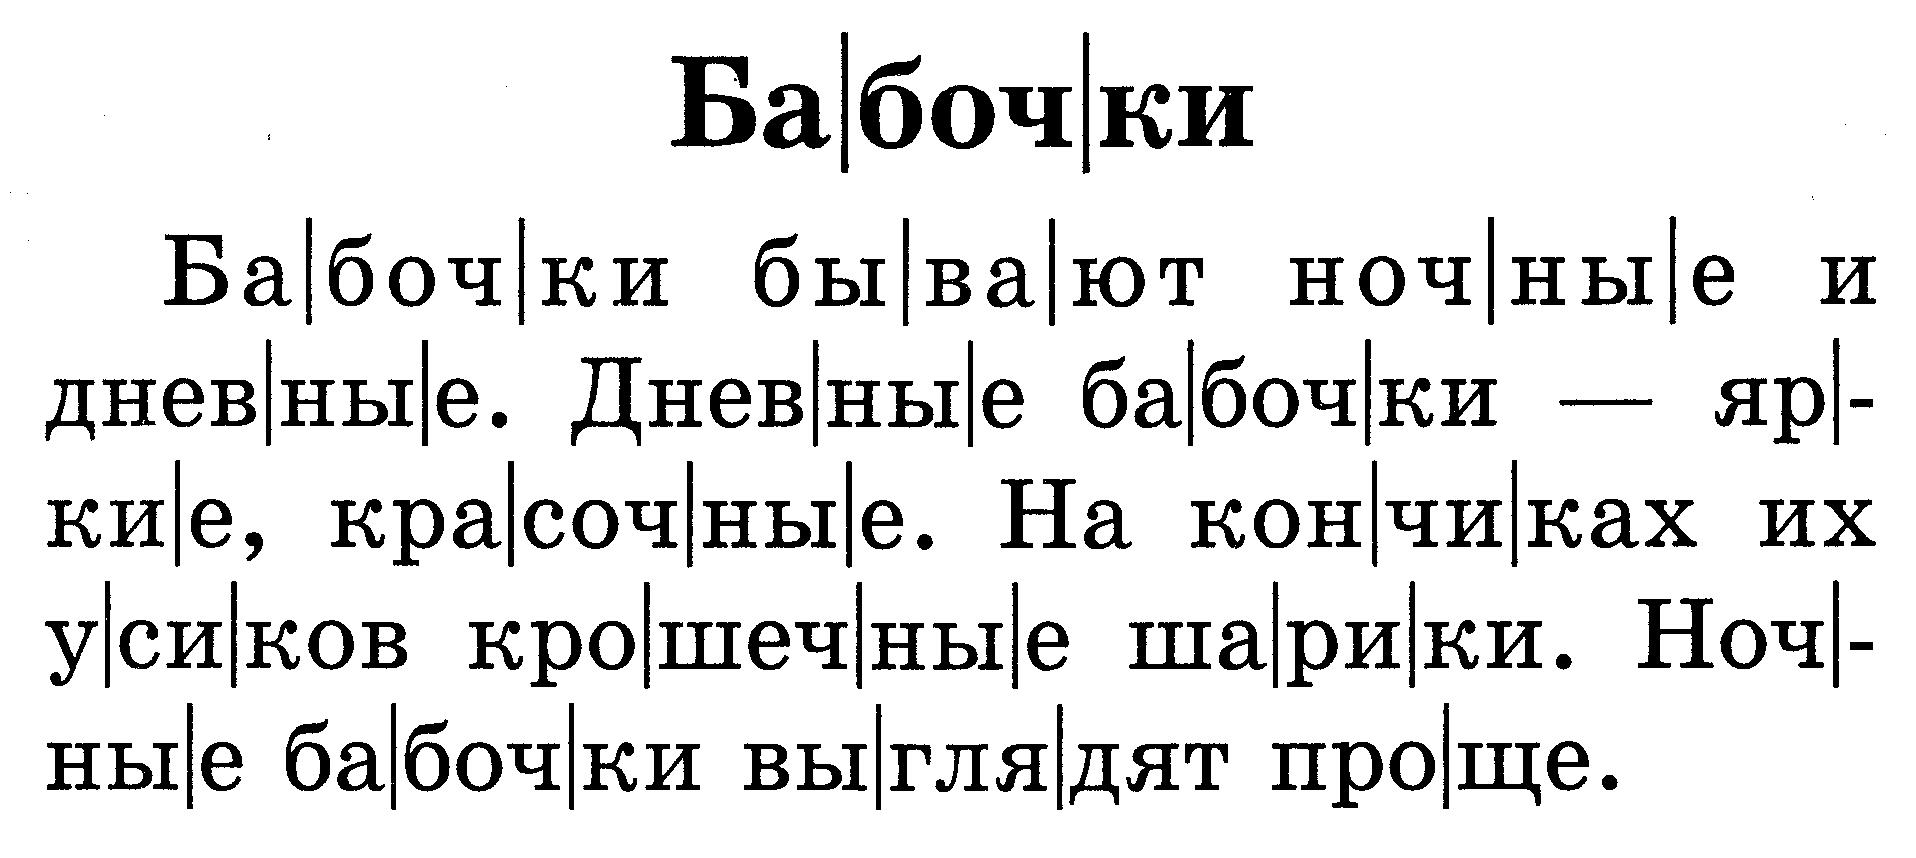 Ба|боч|ки
Ба|боч|ки бы|ва|ют ноч|ны|е и
днев|ны|е. Днев|ны|е ба|боч|ки — яр|-
ки|е, кра|соч|ны|е. На кон|чи|ках их
у|си|ков кро|шеч|ны|е ша|ри|ки. Ноч|-
ны|е ба|боч|ки вы|гля|дят про|ще.